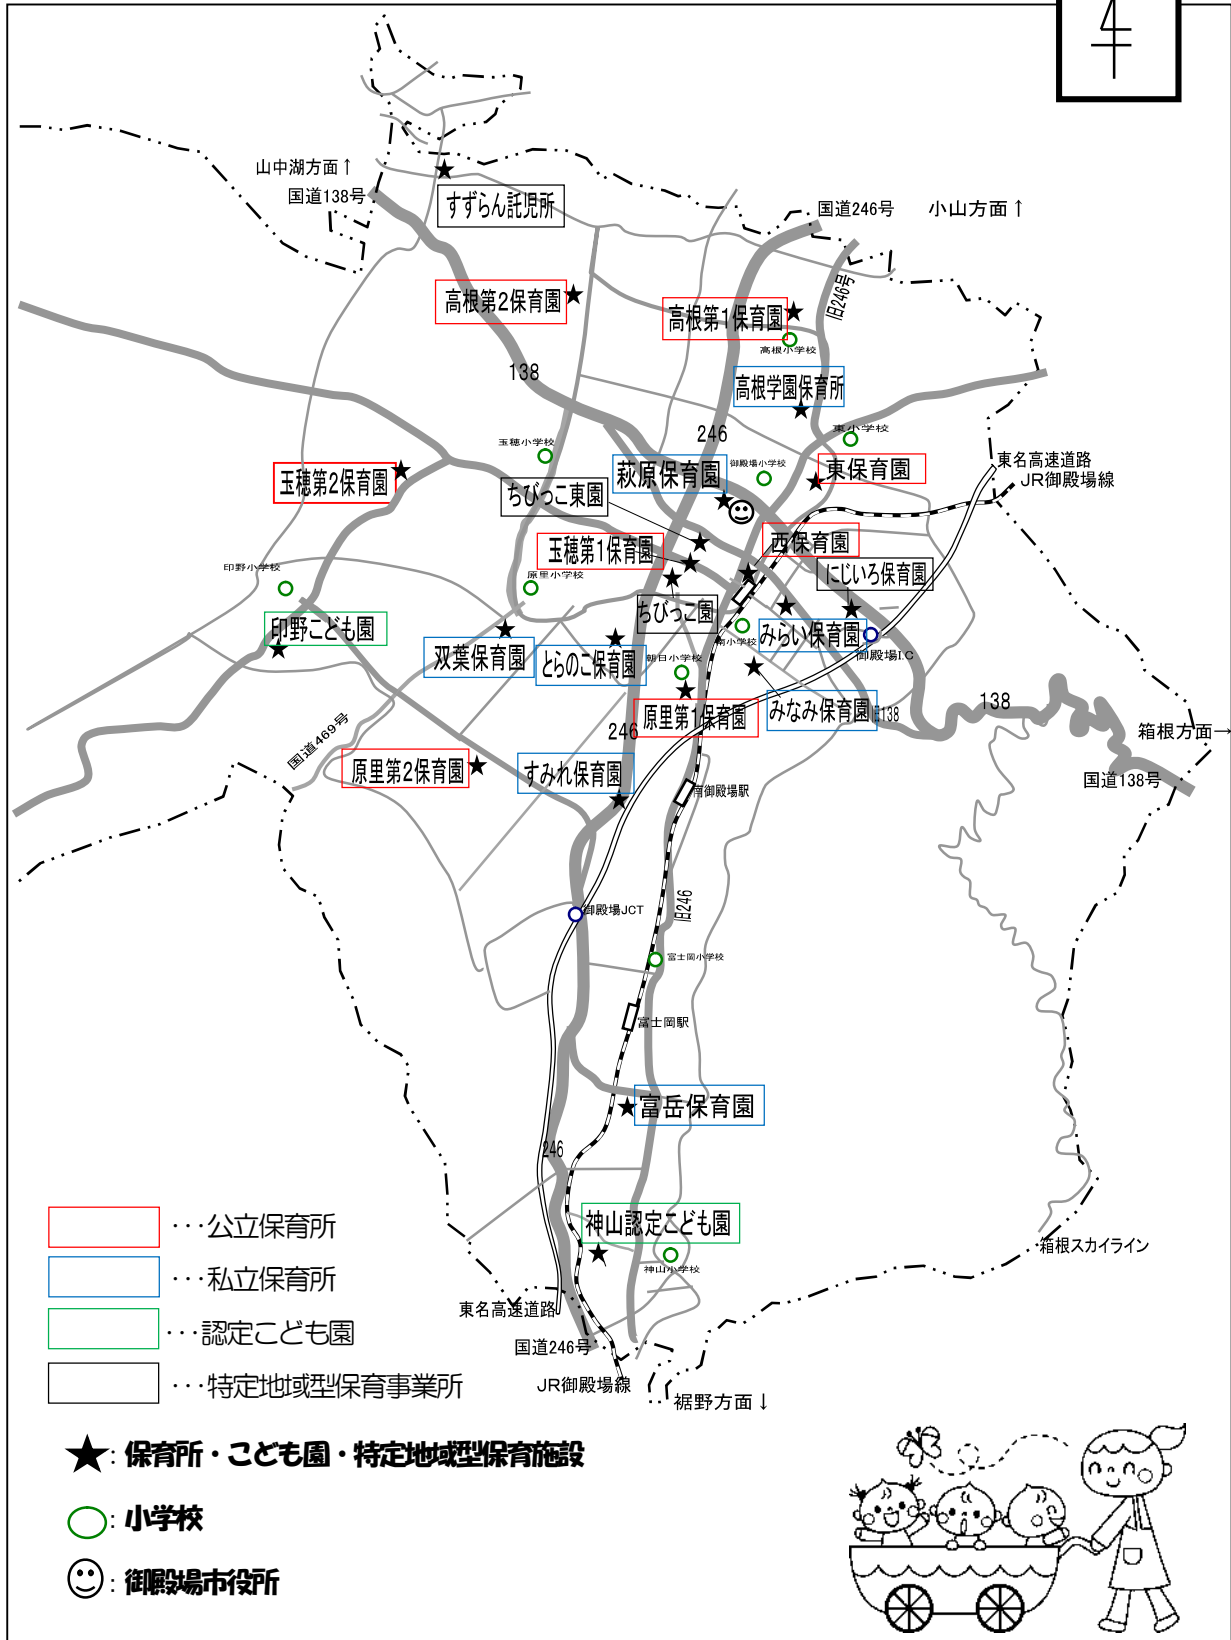 山中湖方面↑
国道138号
すずらん託児所
国道246号
小山方面↑
旧246号
高根第2保育園
高根第1保育園
高根小学校
138
高根学園保育所
246
東小学校
玉穂小学校
萩原保育園
御殿場小学校
東保育園
東名高速道路
JR御殿場線
玉穂第2保育園
ちびっこ東園
玉穂第1保育園
西保育園
印野小学校
原里小学校
にじいろ保育園
ちびっこ園
印野こども園
南小学校
みらい保育園
双葉保育園
とらのこ保育園
朝日小学校
御殿場I.C
原里第1保育園
みなみ保育園
旧138
138
246
国道469号
箱根方面→
原里第2保育園
すみれ保育園
国道138号
南御殿場駅
旧246
御殿場JCT
富士岡小学校
富士岡駅
富岳保育園
246
神山認定こども園
神山小学校
箱根スカイライン
東名高速道路
国道246号
JR御殿場線
裾野方面↓
・・・公立保育所
・・・私立保育所
・・・認定こども園
・・・特定地域型保育事業所
★：保育所・こども園・特定地域型保育施設
：小学校
：御殿場市役所